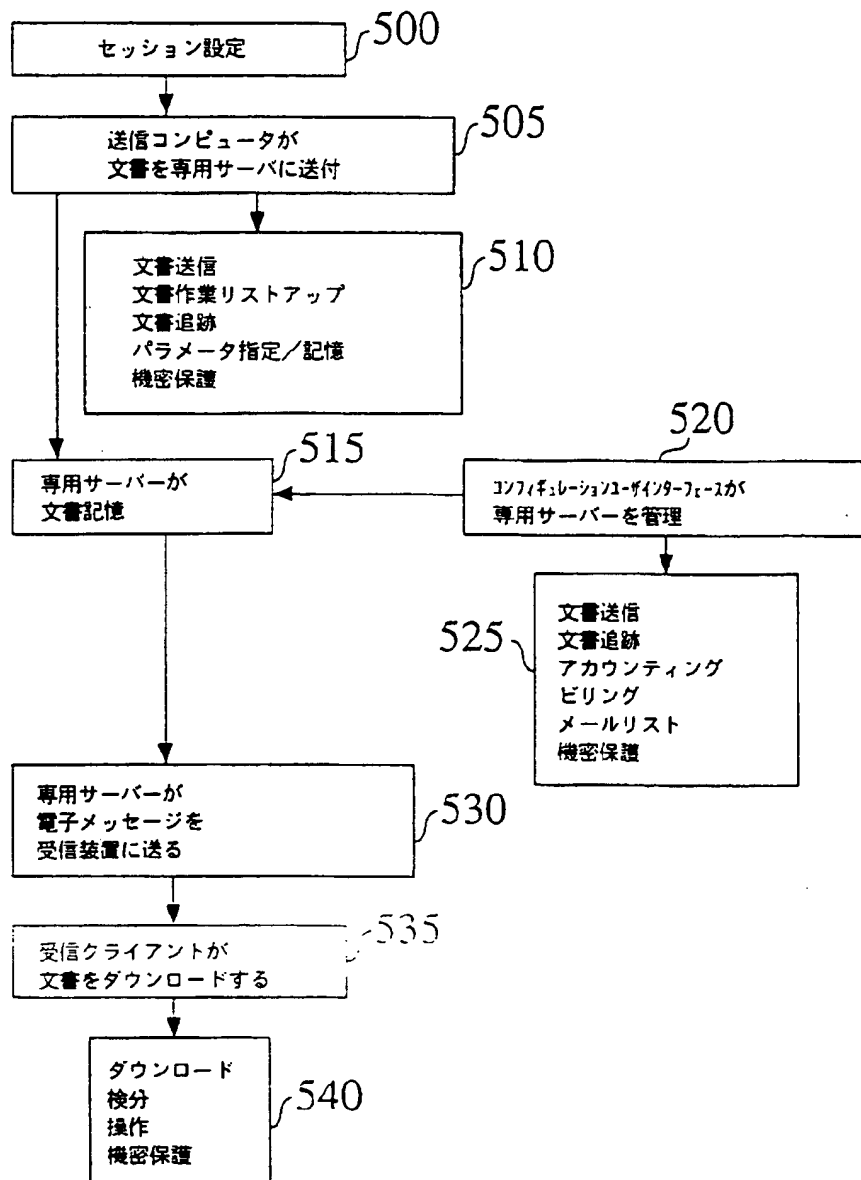 セッション設定
500
送信コンピュータが
文書を専用サーバに送付
505
文書送信
文書作業リストアップ
文書追跡
パラメータ指定/記憶
機密保護
510
専用サーバーが
文書記憶
515
コンフィギュレーションユーザインターフェースが
専用サーバーを管理
520
文書送信
文書追跡
アカウンティング
ビリング
メールリスト
機密保護
525
専用サーバーが
電子メッセージを
受信装置に送る
530
受信クライアントが
文書をダウンロードする
535
ダウンロード
検分
操作
機密保護
540